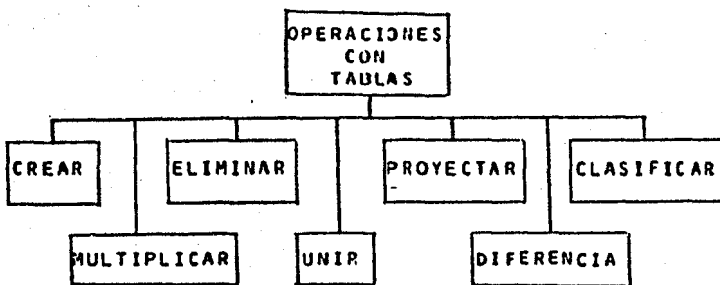 OPERACIONES
CON
TABLAS
CREAR
ELIMINAR
PROYECTAR
CLASIFICAR
MULTIPLICAR
UNIR
DIFERENCIA